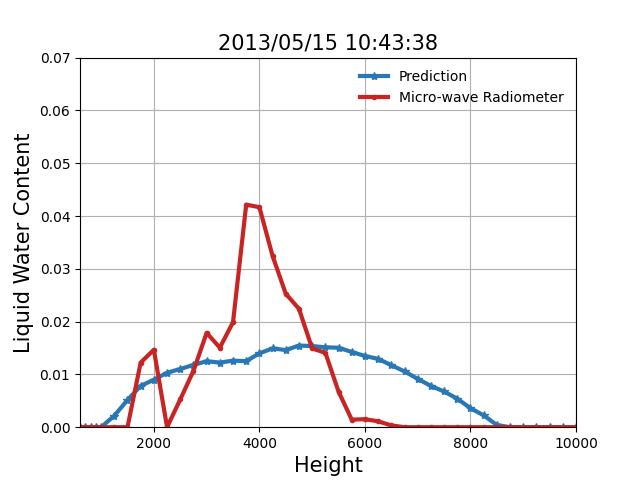 2013/05/15 10:43:38
0.07
0.06
0.05
0.04
0.03
0.02
0.01
0.00
Liquid Water Content
Prediction
Micro-wave Radiometer
2000 4000 6000 8000 10000
Height